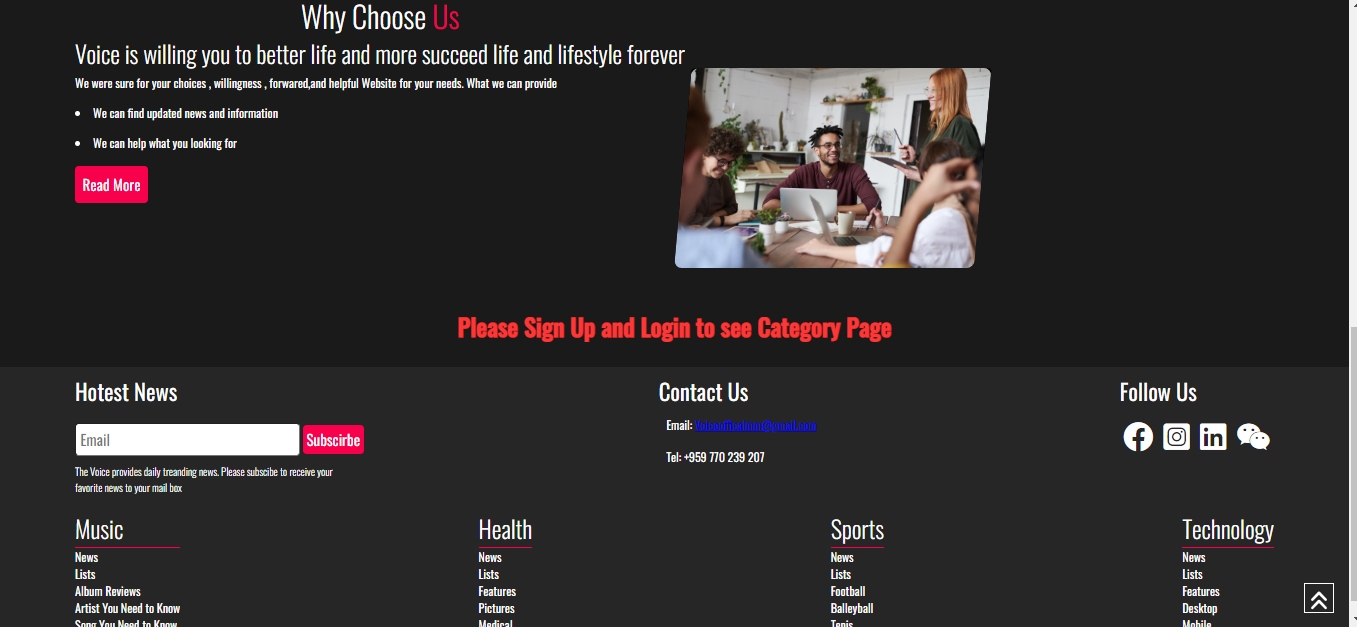 Why Choose Us
Voice is willing you to better life and more succeed life and lifestyle forever
We were sure for your choices , willingness , forwared,and helpful Website for your needs. What we can provide
We can find updated news and information
We can help what you looking for
Read More
Please Sign Up and Login to see Category Page
Hotest News
Email
Subscirbe
The Voice provides daily treanding news. Please subscibe to receive your
favorite news to your mail box
Contact Us
Email:
Tel: +959 770 239 207
Follow Us
Music
News
Lists
Album Reviews
Artist You Need to Know
Song You Need to Know
Health
News
Lists
Features
Pictures
Medical
Sports
News
Lists
Football
Balleyball
Tenis
Technology
News
Lists
Features
Desktop
Mobile